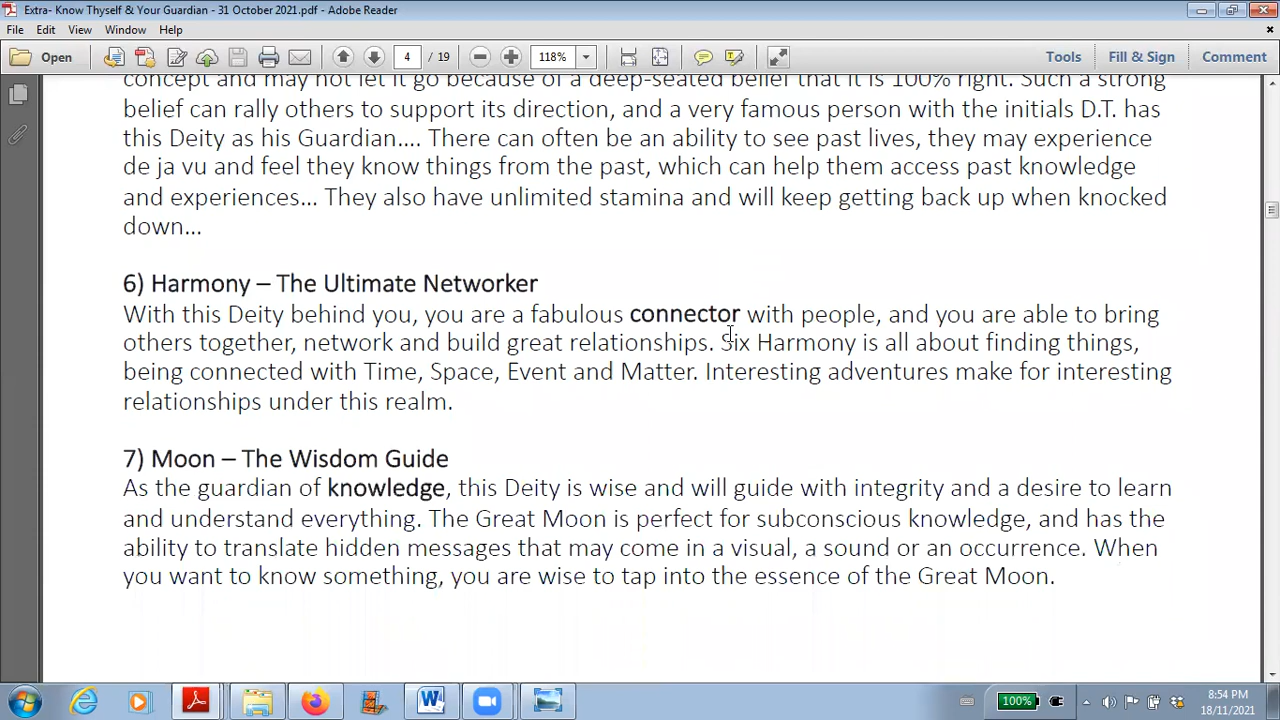 Extra- Know Thyself & Your Guardian - 31 October 2021.pdf - Adobe Reader
File Edit View Window Help
Open 4 / 19 118% Tools Fill & Sign Comment
concept and may not let it go because of a deep-seated belief that it is 100% right. Such a strong
belief can rally others to support its direction, and a very famous person with the initials D.T. has
this Deity as his Guardian…. There can often be an ability to see past lives, they may experience
de ja vu and feel they know things from the past, which can help them access past knowledge
and experiences… They also have unlimited stamina and will keep getting back up when knocked
down…
6) Harmony – The Ultimate Networker
With this Deity behind you, you are a fabulous connector with people, and you are able to bring
others together, network and build great relationships. Six Harmony is all about finding things,
being connected with Time, Space, Event and Matter. Interesting adventures make for interesting
relationships under this realm.
7) Moon – The Wisdom Guide
As the guardian of knowledge, this Deity is wise and will guide with integrity and a desire to learn
and understand everything. The Great Moon is perfect for subconscious knowledge, and has the
ability to translate hidden messages that may come in a visual, a sound or an occurrence. When
you want to know something, you are wise to tap into the essence of the Great Moon.
100% 8:54 PM
18/11/2021